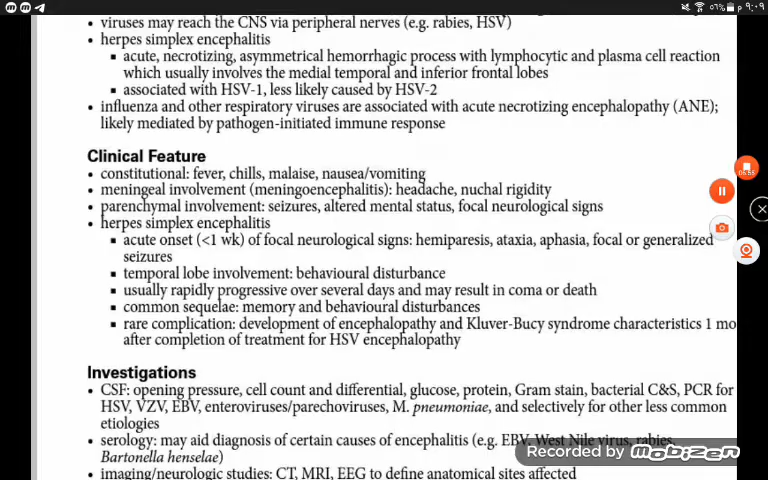 ٩:٠٩ م ٥٦%
viruses may reach the CNS via peripheral nerves (e.g. rabies, HSV)
• herpes simplex encephalitis
▪ acute, necrotizing, asymmetrical hemorrhagic process with lymphocytic and plasma cell reaction
which usually involves the medial temporal and inferior frontal lobes
▪ associated with HSV-1, less likely caused by HSV-2
• influenza and other respiratory viruses are associated with acute necrotizing encephalopathy (ANE);
likely mediated by pathogen-initiated immune response
Clinical Feature
• constitutional: fever, chills, malaise, nausea/vomiting
• meningeal involvement (meningoencephalitis): headache, nuchal rigidity
• parenchymal involvement: seizures, altered mental status, focal neurological signs
• herpes simplex encephalitis
▪ acute onset (<1 wk) of focal neurological signs: hemiparesis, ataxia, aphasia, focal or generalized
seizures
▪ temporal lobe involvement: behavioural disturbance
▪ usually rapidly progressive over several days and may result in coma or death
▪ common sequelae: memory and behavioural disturbances
▪ rare complication: development of encephalopathy and Kluver-Bucy syndrome characteristics 1 mo
after completion of treatment for HSV encephalopathy
Investigations
• CSF: opening pressure, cell count and differential, glucose, protein, Gram stain, bacterial C&S, PCR for
HSV, VZV, EBV, enteroviruses/parechoviruses, M. pneumoniae, and selectively for other less common
etiologies
• serology: may aid diagnosis of certain causes of encephalitis (e.g. EBV, West Nile virus, rabies,
Bartonella henselae)
• imaging/neurologic studies: CT, MRI, EEG to define anatomical sites affected
Recorded by mobizen